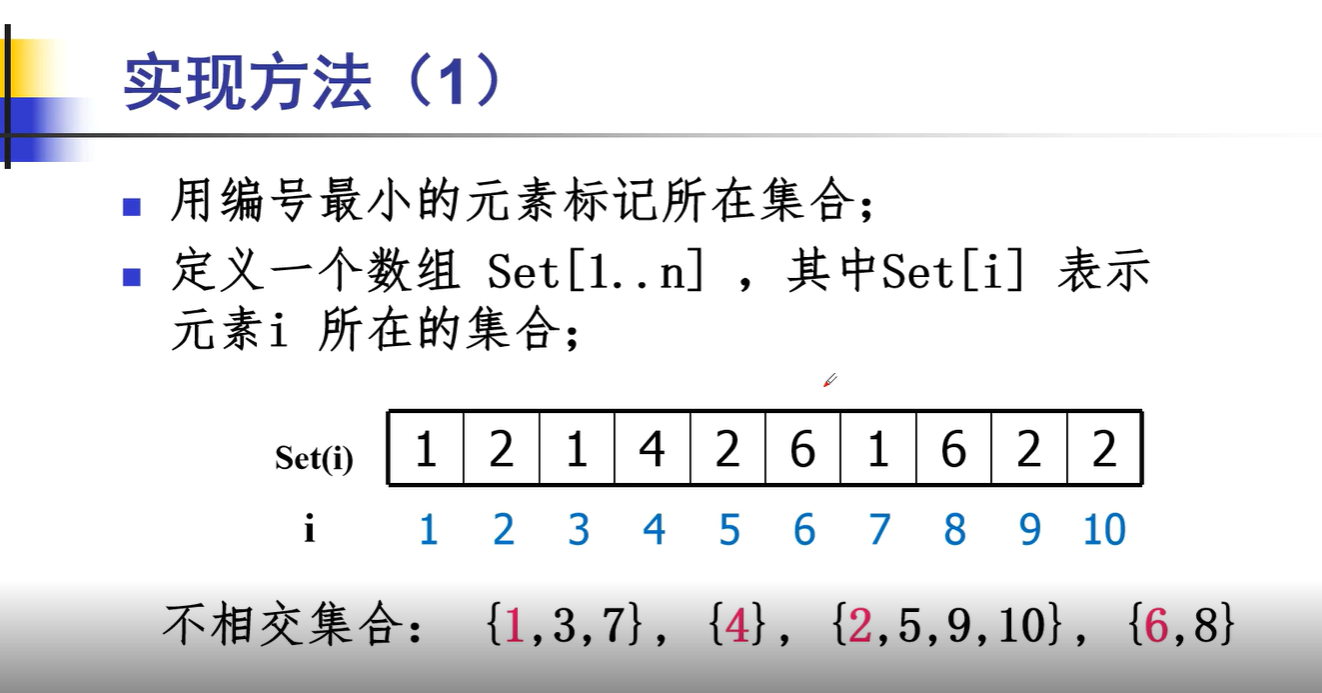 实现方法（1）
用编号最小的元素标记所在集合；
定义一个数组 Set[1..n] ，其中Set[i] 表示
元素i 所在的集合；
Set(i) 1 2 1 4 2 6 1 6 2 2
i 1 2 3 4 5 6 7 8 9 10
不相交集合： {1,3,7}, {4}, {2,5,9,10}, {6,8}